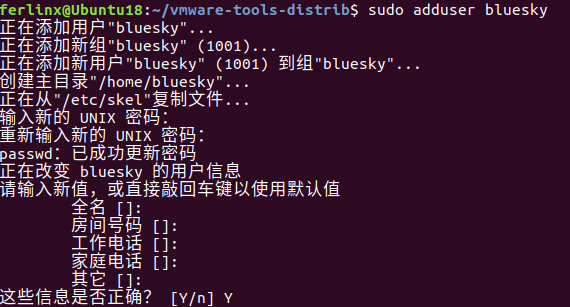 ferlinx@Ubuntu18:~/vmware-tools-distrib$ sudo adduser bluesky
正在添加用户"bluesky"...
正在添加新组"bluesky" (1001)...
正在添加新用户"bluesky" (1001) 到组"bluesky"...
创建主目录"/home/bluesky"...
正在从"/etc/skel"复制文件...
输入新的 UNIX 密码：
重新输入新的 UNIX 密码：
passwd：已成功更新密码
正在改变 bluesky 的用户信息
请输入新值，或直接敲回车键以使用默认值
全名 []:
房间号码 []:
工作电话 []:
家庭电话 []:
其它 []:
这些信息是否正确？ [Y/n] Y